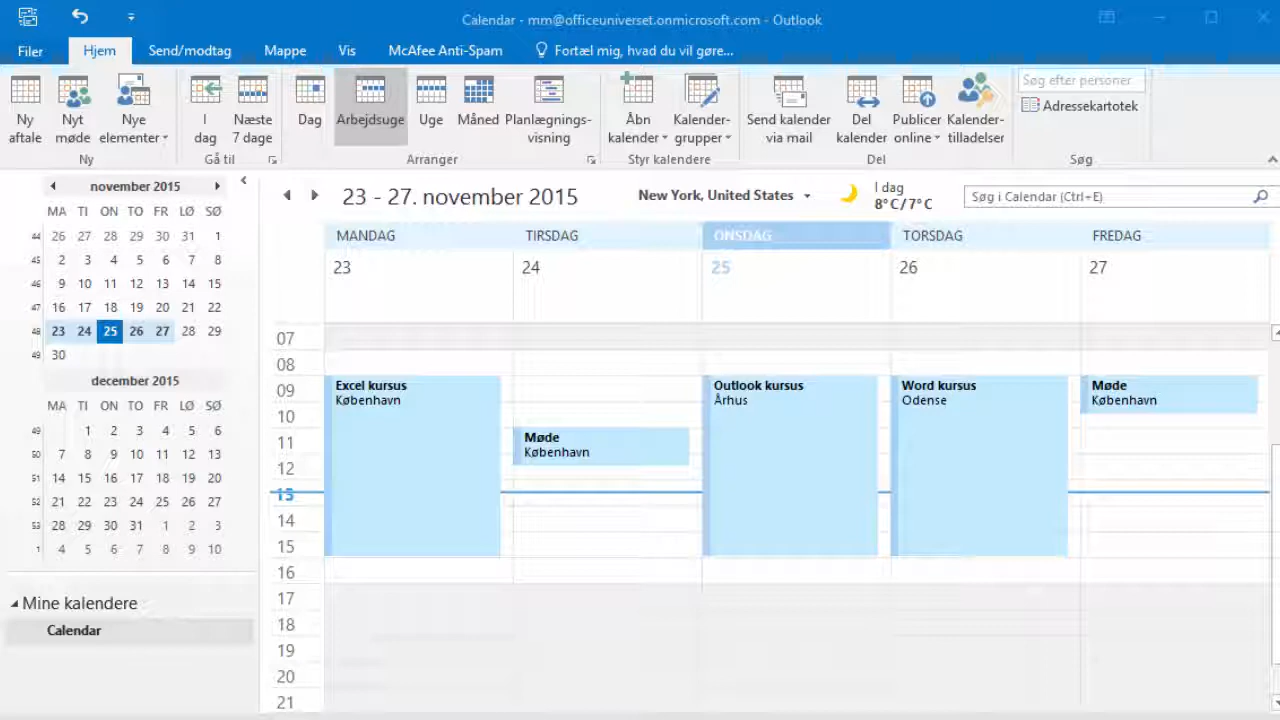 Calendar - mm@officeuniverset.onmicrosoft.com - Outlook
Filer Hjem Send/modtag Mappe Vis McAfee Anti-Spam Fortæl mig, hvad du vil gøre...
Ny aftale
Nyt møde
Nye elementer
Ny
I dag
Næste 7 dage
Gå til
Dag
Arbejdsuge
Uge
Måned
Planlægnings-
visning
Arranger
Åbn kalender
Kalender-
grupper
Styr kalendere
Send kalender
via mail
Del kalender
Publicer online
Kalender-
tilladelser
Del
Søg efter personer
Adressekartotek
Søg
november 2015
MA TI ON TO FR LØ SØ
44 26 27 28 29 30 31 1
45 2 3 4 5 6 7 8
46 9 10 11 12 13 14 15
47 16 17 18 19 20 21 22
48 23 24 25 26 27 28 29
49 30
december 2015
MA TI ON TO FR LØ SØ
49 1 2 3 4 5 6
50 7 8 9 10 11 12 13
51 14 15 16 17 18 19 20
52 21 22 23 24 25 26 27
53 28 29 30 31 1 2 3
1 4 5 6 7 8 9 10
Mine kalendere
Calendar
23 - 27. november 2015
New York, United States
I dag
8°C/7°C
Søg i Calendar (Ctrl+E)
MANDAG TIRSDAG ONSDAG TORSDAG FREDAG
23 24 25 26 27
07
08
09
10
11
12
13
14
15
16
17
18
19
20
21
Excel kursus
København
Møde
København
Outlook kursus
Århus
Word kursus
Odense
Møde
København